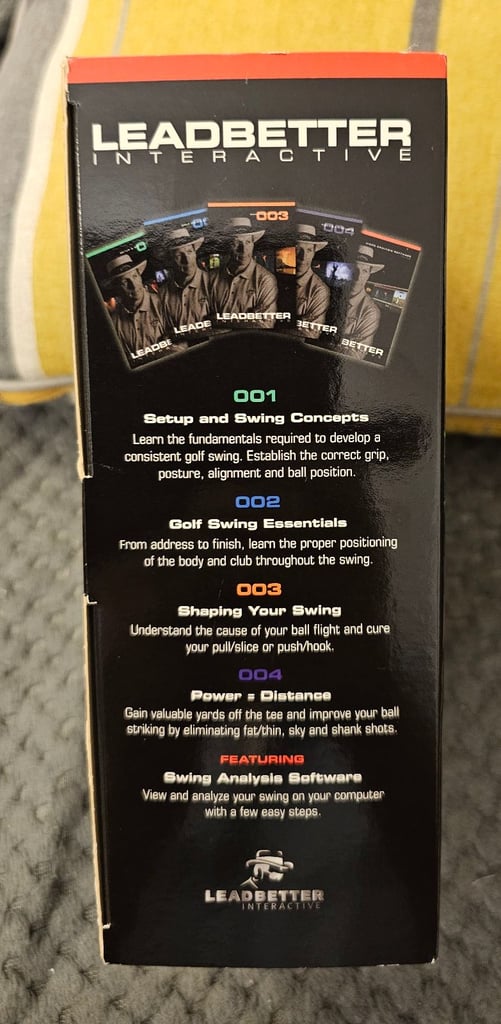 LEADBETTER
INTERACTIVE
003
004
LEADBETTER
BETTER
BETTER
001
Setup and Swing Concepts
Learn the fundamentals required to develop a
consistent golf swing. Establish the correct grip,
posture, alignment and ball position.
002
Golf Swing Essentials
From address to finish, learn the proper positioning
of the body and club throughout the swing.
003
Shaping Your Swing
Understand the cause of your ball flight and cure
your pull/slice or push/hook.
004
Power = Distance
Gain valuable yards off the tee and improve your ball
striking by eliminating fat/thin, sky and shank shots.
FEATURING
Swing Analysis Software
View and analyze your swing on your computer
with a few easy steps.
LEADBETTER
INTERACTIVE